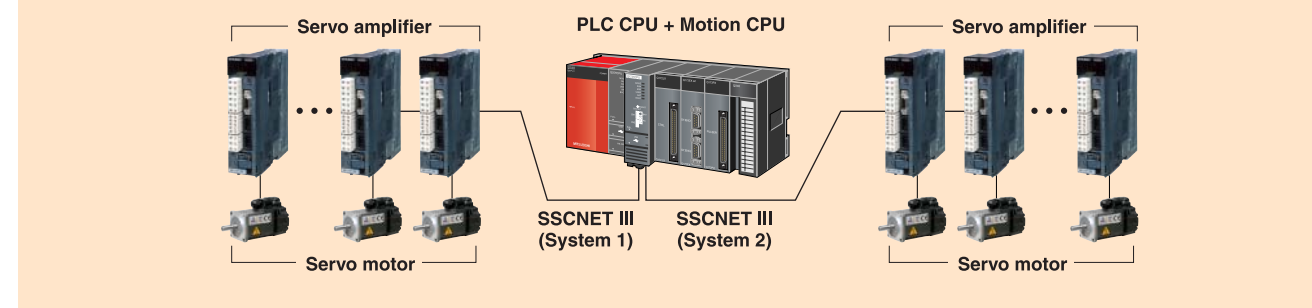 Servo amplifier
PLC CPU + Motion CPU
Servo amplifier
SSCNET III
(System 1)
SSCNET III
(System 2)
Servo motor
Servo motor